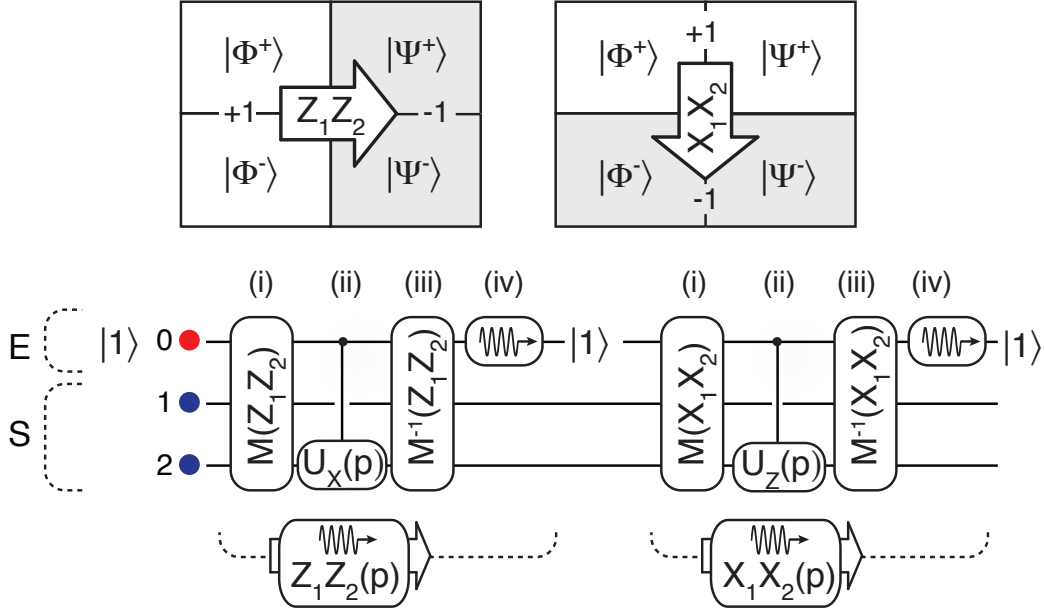 |Φ⁺⟩ |Ψ⁺⟩ |Φ⁺⟩ +1 |Ψ⁺⟩
+1 Z₁Z₂ -1 X₁X₂
|Φ⁻⟩ |Ψ⁻⟩ |Φ⁻⟩ -1 |Ψ⁻⟩
(i) (ii) (iii) (iv) (i) (ii) (iii) (iv)
E |1⟩ 0 |1⟩ |1⟩
S 1
2
M(Z₁Z₂) Uₓ(p) M⁻¹(Z₁Z₂) M(X₁X₂) U_Z(p) M⁻¹(X₁X₂)
Z₁Z₂(p) X₁X₂(p)